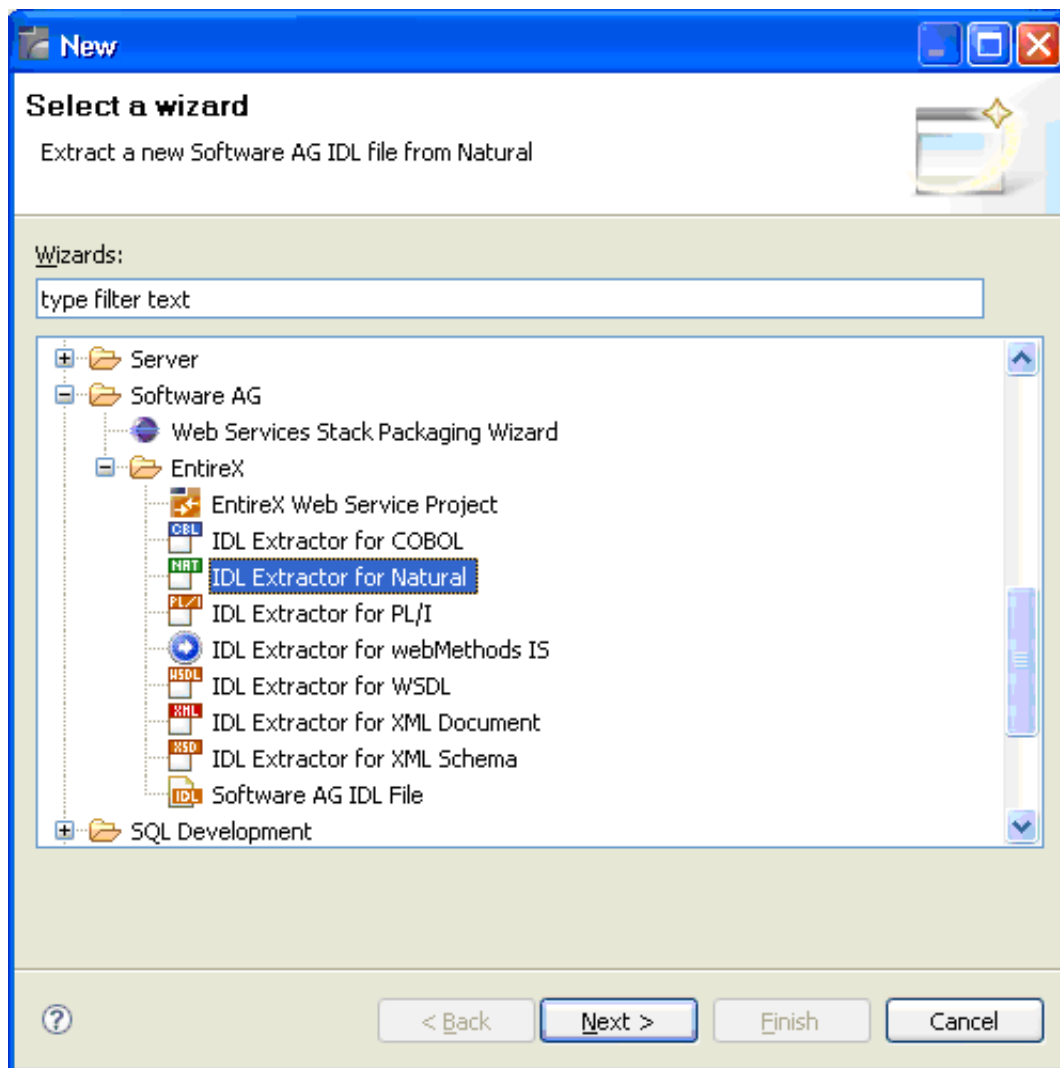 New
Select a wizard
Extract a new Software AG IDL file from Natural
Wizards:
type filter text
Server
Software AG
Web Services Stack Packaging Wizard
EntireX
EntireX Web Service Project
CBL IDL Extractor for COBOL
NAT IDL Extractor for Natural
PL/I IDL Extractor for PL/I
IDL Extractor for webMethods IS
WSDL IDL Extractor for WSDL
XML IDL Extractor for XML Document
XSD IDL Extractor for XML Schema
IDL Software AG IDL File
SQL Development
? < Back Next > Finish Cancel